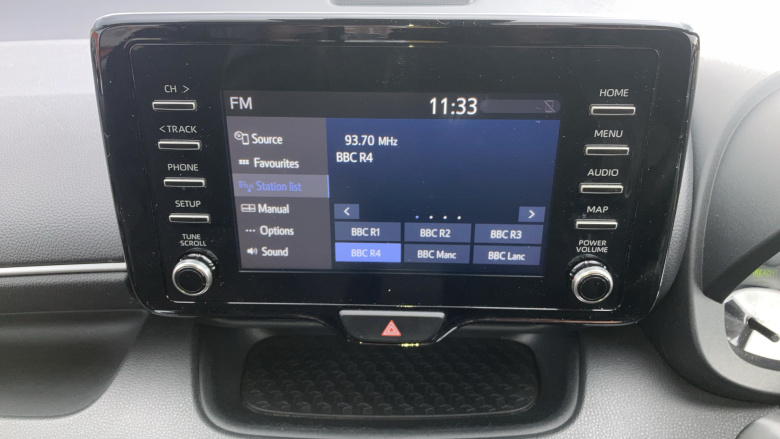 FM 11:33
CH >
< TRACK
PHONE
SETUP
TUNE
SCROLL
Source
Favourites
Station list
Manual
Options
Sound
93.70 MHz
BBC R4
< >
BBC R1 BBC R2 BBC R3
BBC R4 BBC Manc BBC Lanc
HOME
MENU
AUDIO
MAP
POWER
VOLUME